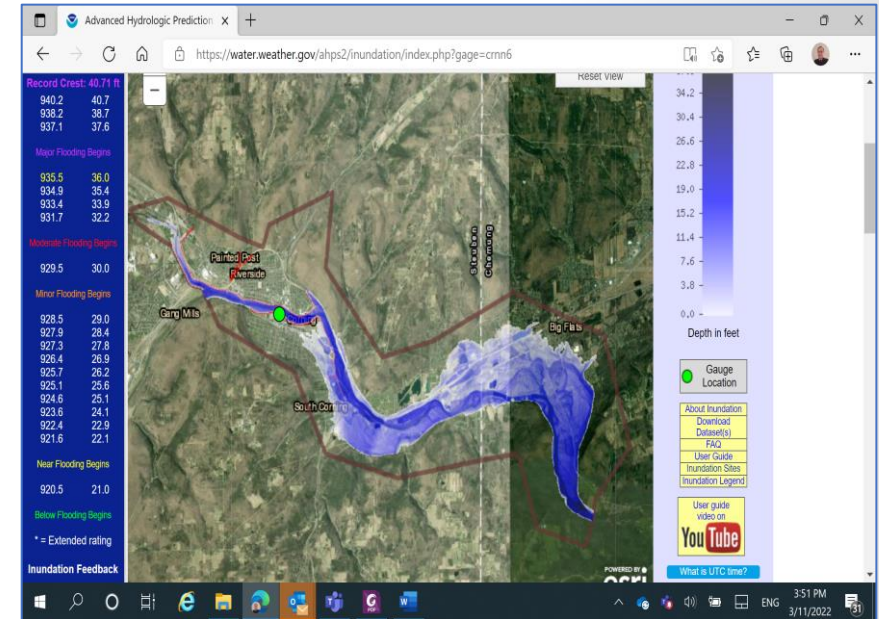 Advanced Hydrologic Prediction
https://water.weather.gov/ahps2/inundation/index.php?gage=crnn6
Record Crest: 40.71 ft
940.2 40.7
938.2 38.7
937.1 37.6
Major Flooding Begins
935.5 36.0
934.9 35.4
933.4 33.9
931.7 32.2
Moderate Flooding Begins
929.5 30.0
Minor Flooding Begins
928.5 29.0
927.9 28.4
927.3 27.8
926.4 26.9
925.7 26.2
925.1 25.6
924.6 25.1
923.6 24.1
922.4 22.9
921.6 22.1
Near Flooding Begins
920.5 21.0
Below Flooding Begins
* = Extended rating
Inundation Feedback
Reset View
Painted Post
Riverside
Gang Mills
South Corning
Steuben
Chemung
Big Flats
POWERED BY
esri
34.2
30.4
26.6
22.8
19.0
15.2
11.4
7.6
3.8
0.0
Depth in feet
Gauge
Location
About Inundation
Download
Dataset(s)
FAQ
User Guide
Inundation Sites
Inundation Legend
User guide
video on
YouTube
What is UTC time?
ENG
3:51 PM
3/11/2022
31